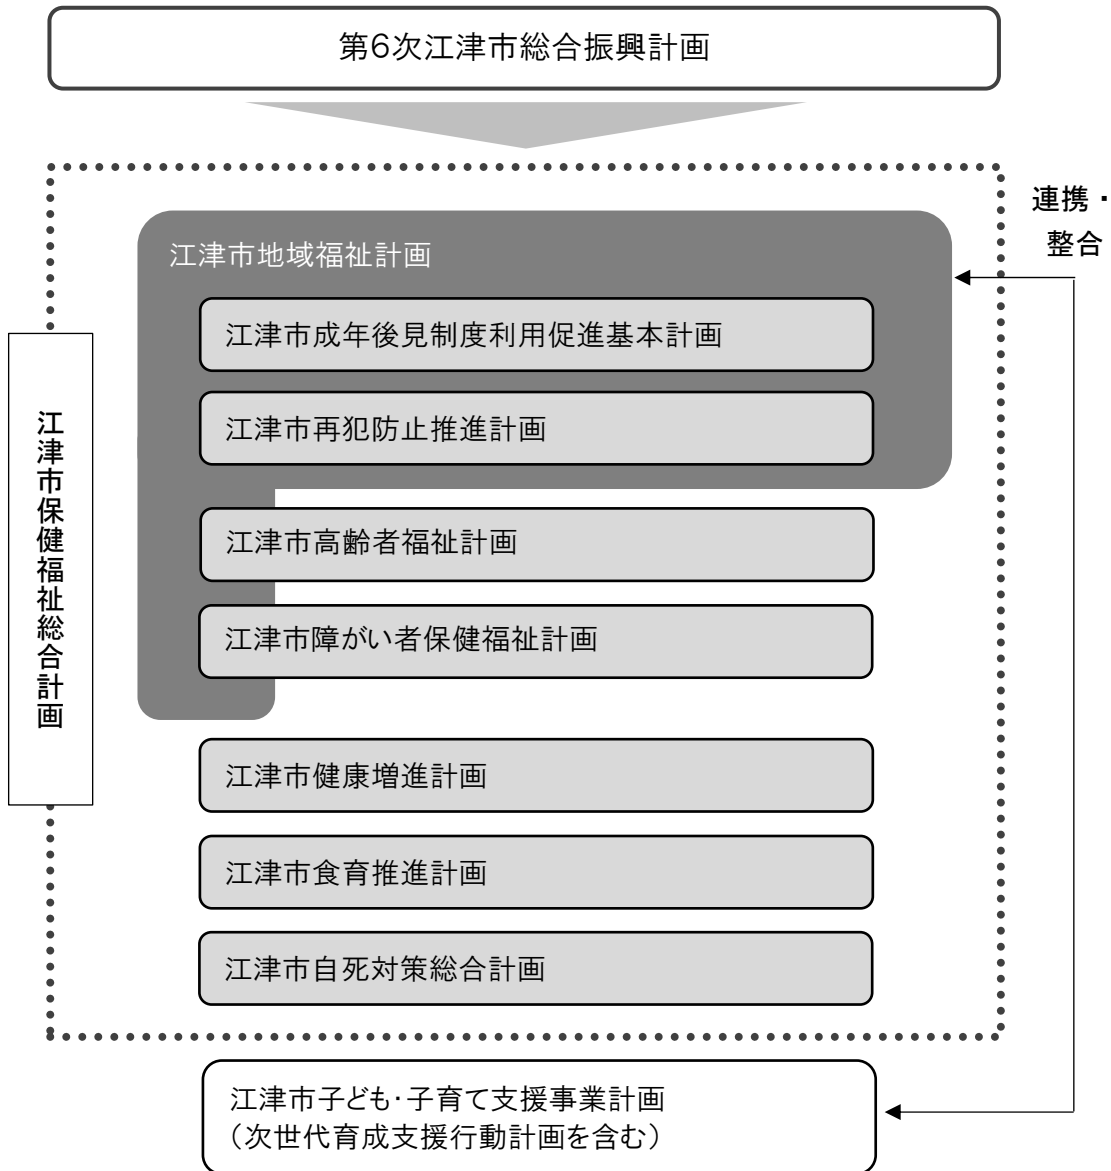 第6次江津市総合振興計画
連携・
整合
江津市地域福祉計画
江津市成年後見制度利用促進基本計画
江津市再犯防止推進計画
江津市保健福祉総合計画
江津市高齢者福祉計画
江津市障がい者保健福祉計画
江津市健康増進計画
江津市食育推進計画
江津市自死対策総合計画
江津市子ども・子育て支援事業計画
（次世代育成支援行動計画を含む）